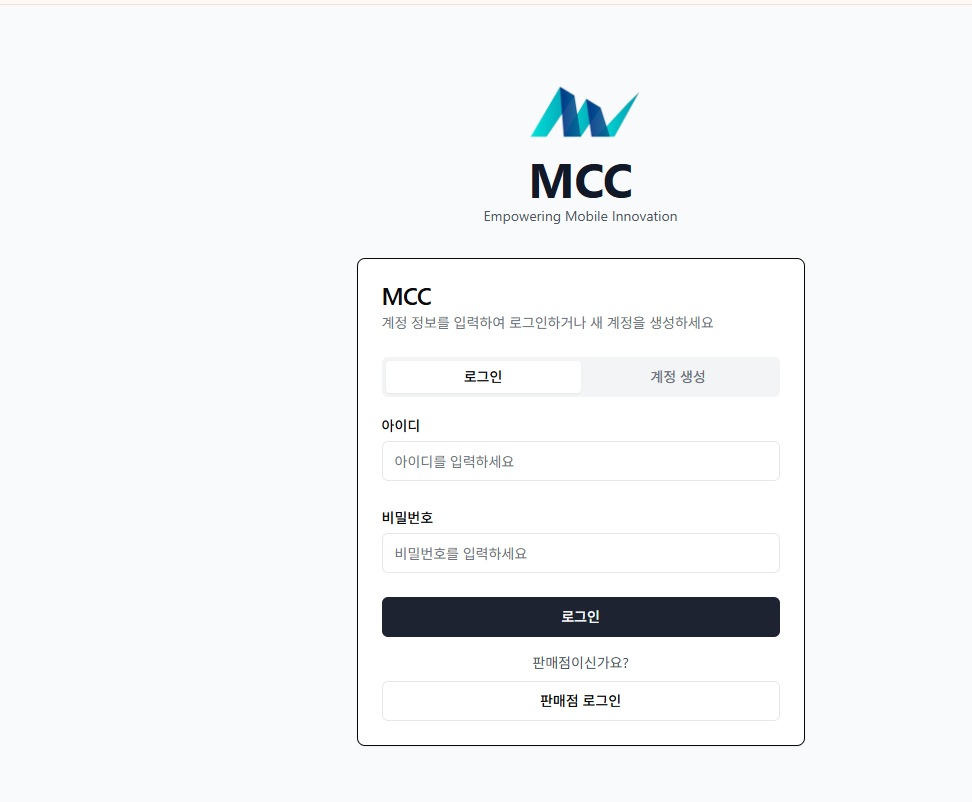 MCC
Empowering Mobile Innovation
MCC
계정 정보를 입력하여 로그인하거나 새 계정을 생성하세요
로그인
계정 생성
아이디
아이디를 입력하세요
비밀번호
비밀번호를 입력하세요
로그인
판매점이신가요?
판매점 로그인